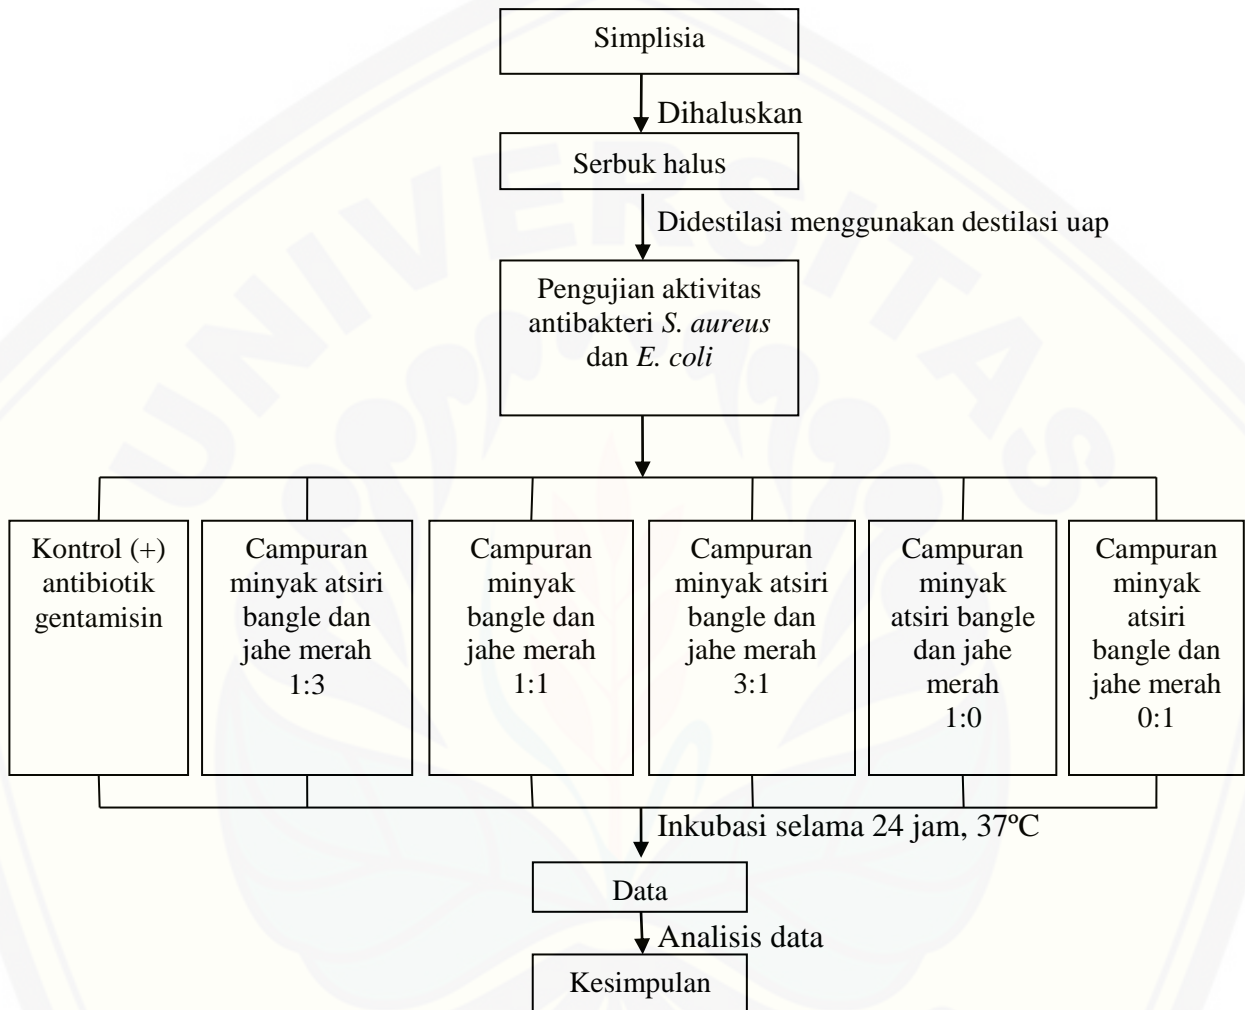 Simplisia
Dihaluskan
Serbuk halus
Didestilasi menggunakan destilasi uap
Pengujian aktivitas
antibakteri S. aureus
dan E. coli
Kontrol (+)
antibiotik
gentamisin
Campuran
minyak atsiri
bangle dan
jahe merah
1:3
Campuran
minyak
bangle dan
jahe merah
1:1
Campuran
minyak atsiri
bangle dan
jahe merah
3:1
Campuran
minyak
atsiri bangle
dan jahe
merah
1:0
Campuran
minyak
atsiri
bangle dan
jahe merah
0:1
Inkubasi selama 24 jam, 37ºC
Data
Analisis data
Kesimpulan
UNIVERSITAS